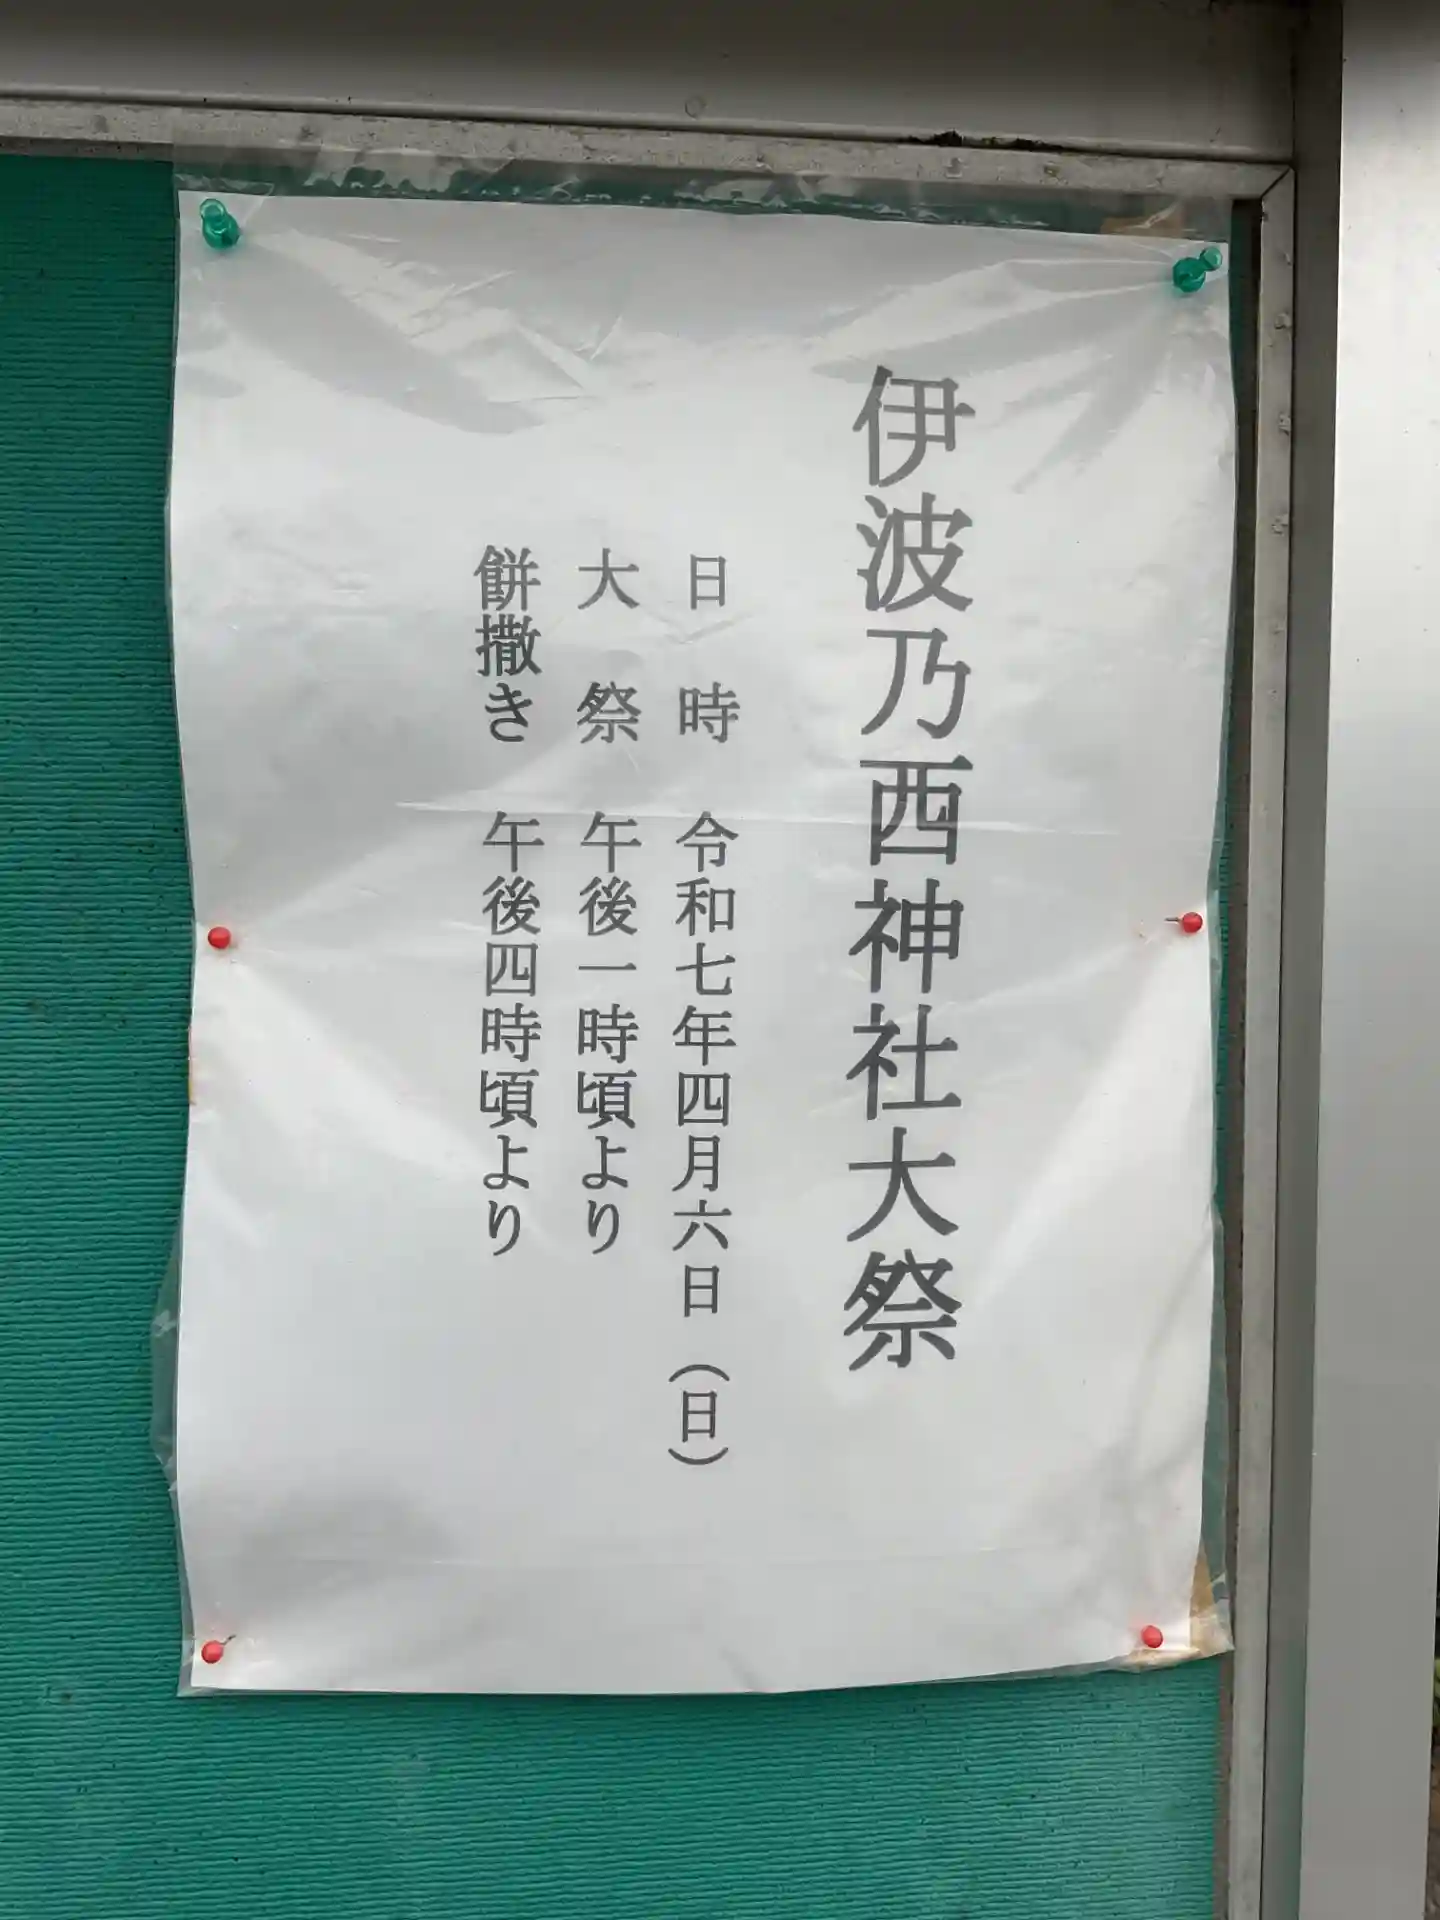 伊波乃西神社大祭
日　時　令和七年四月六日（日）
大　祭　午後一時頃より
餅撒き　午後四時頃より